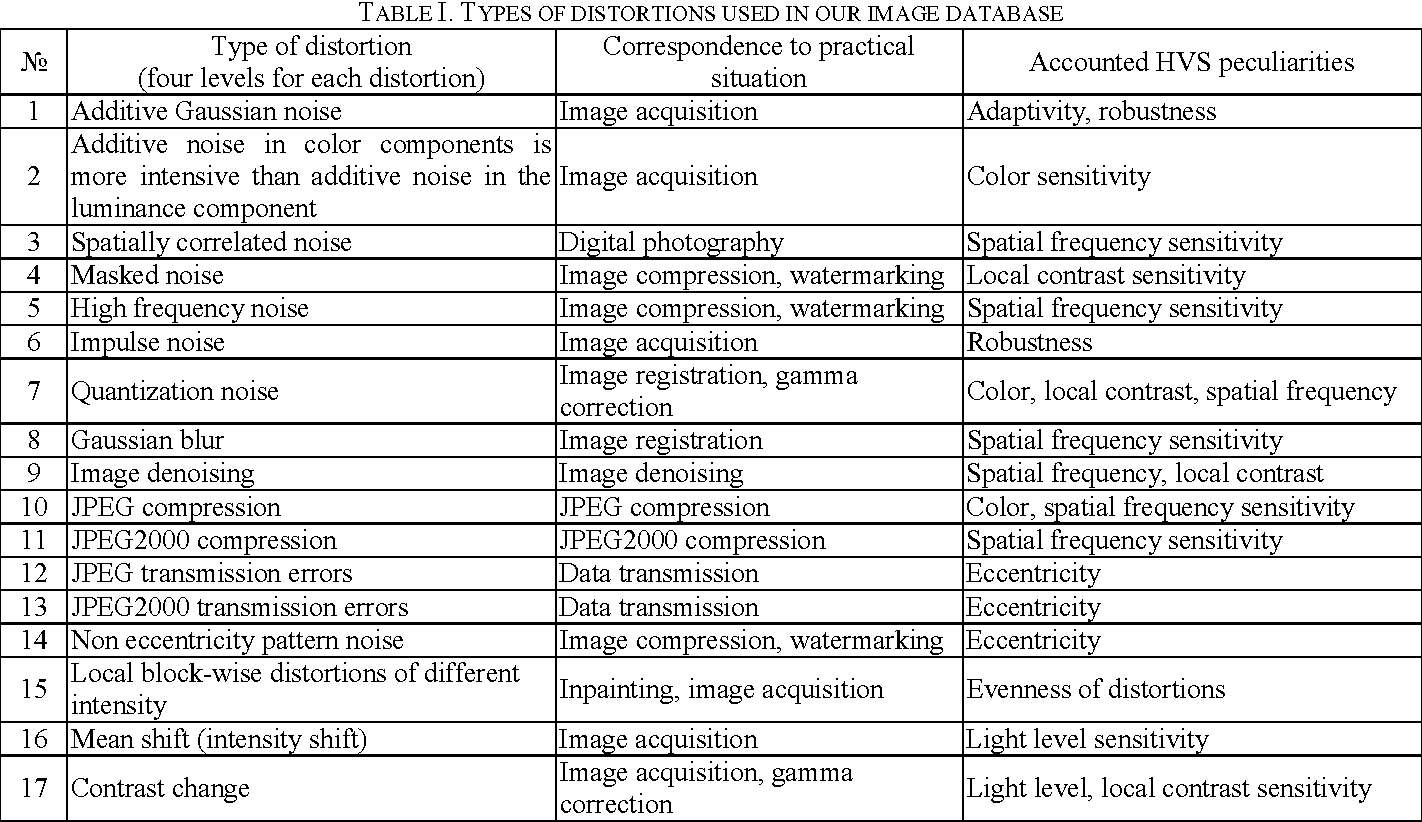 TABLE I. TYPES OF DISTORTIONS USED IN OUR IMAGE DATABASE
№ Type of distortion (four levels for each distortion) Correspondence to practical situation Accounted HVS peculiarities
1 Additive Gaussian noise Image acquisition Adaptivity, robustness
2 Additive noise in color components is more intensive than additive noise in the luminance component Image acquisition Color sensitivity
3 Spatially correlated noise Digital photography Spatial frequency sensitivity
4 Masked noise Image compression, watermarking Local contrast sensitivity
5 High frequency noise Image compression, watermarking Spatial frequency sensitivity
6 Impulse noise Image acquisition Robustness
7 Quantization noise Image registration, gamma correction Color, local contrast, spatial frequency
8 Gaussian blur Image registration Spatial frequency sensitivity
9 Image denoising Image denoising Spatial frequency, local contrast
10 JPEG compression JPEG compression Color, spatial frequency sensitivity
11 JPEG2000 compression JPEG2000 compression Spatial frequency sensitivity
12 JPEG transmission errors Data transmission Eccentricity
13 JPEG2000 transmission errors Data transmission Eccentricity
14 Non eccentricity pattern noise Image compression, watermarking Eccentricity
15 Local block-wise distortions of different intensity Inpainting, image acquisition Evenness of distortions
16 Mean shift (intensity shift) Image acquisition Light level sensitivity
17 Contrast change Image acquisition, gamma correction Light level, local contrast sensitivity